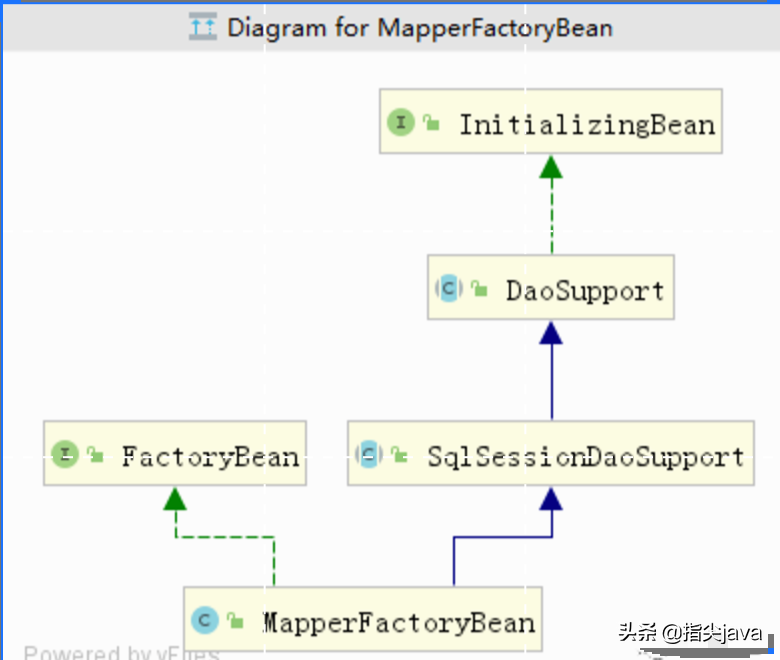 Diagram for MapperFactoryBean
I InitializingBean
C DaoSupport
I FactoryBean
C SqlSessionDaoSupport
C MapperFactoryBean
头条 @指尖java
Powered by yFiles